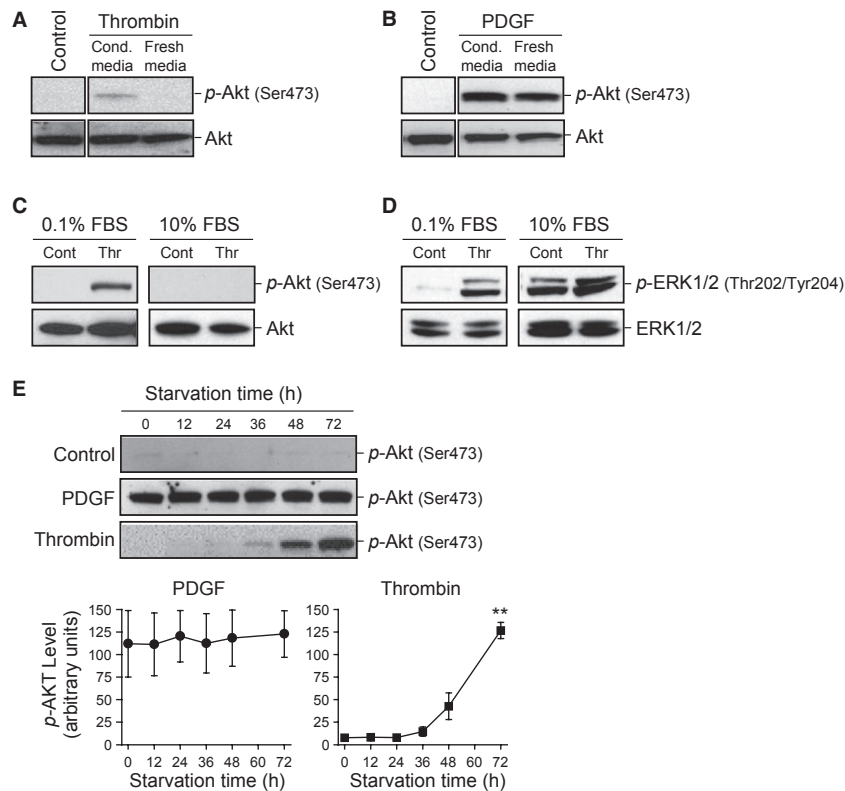 A
Control
Thrombin
Cond. media
Fresh media
p-Akt (Ser473)
Akt
B
Control
PDGF
Cond. media
Fresh media
p-Akt (Ser473)
Akt
C
0.1% FBS
10% FBS
Cont Thr Cont Thr
p-Akt (Ser473)
Akt
D
0.1% FBS
10% FBS
Cont Thr Cont Thr
p-ERK1/2 (Thr202/Tyr204)
ERK1/2
E
Starvation time (h)
0 12 24 36 48 72
Control
p-Akt (Ser473)
PDGF
p-Akt (Ser473)
Thrombin
p-Akt (Ser473)
PDGF
p-AKT Level
(arbitrary units)
150
125
100
75
50
25
0
0 12 24 36 48 60 72
Starvation time (h)
Thrombin
**
150
125
100
75
50
25
0
0 12 24 36 48 60 72
Starvation time (h)